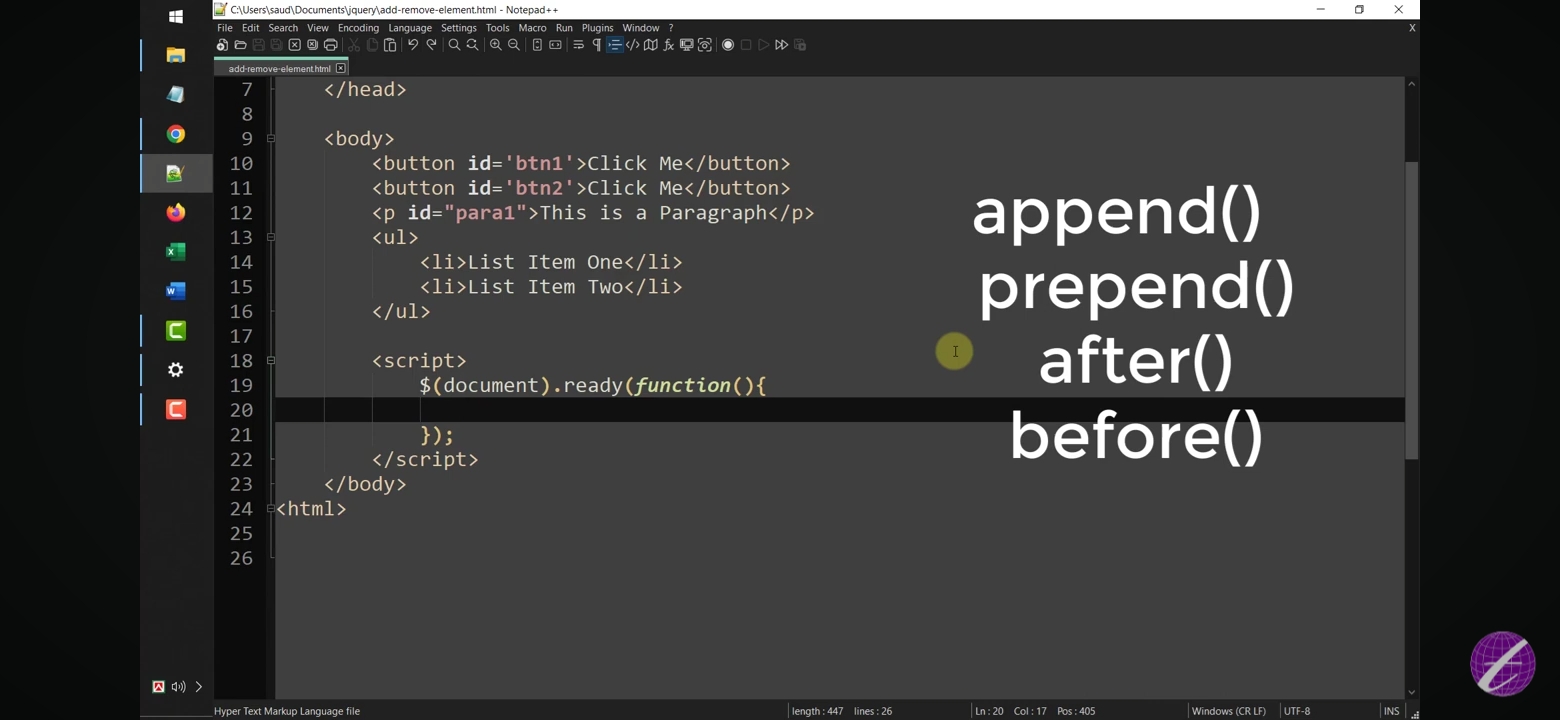 C:\Users\saud\Documents\jquery\add-remove-element.html - Notepad++
File Edit Search View Encoding Language Settings Tools Macro Run Plugins Window ? X
add-remove-element.html
7 </head>
8
9 <body>
10 <button id='btn1'>Click Me</button>
11 <button id='btn2'>Click Me</button>
12 <p id="para1">This is a Paragraph</p>
13 <ul>
14 <li>List Item One</li>
15 <li>List Item Two</li>
16 </ul>
17
18 <script>
19 $(document).ready(function(){
20
21 });
22 </script>
23 </body>
24 <html>
25
26
append()
prepend()
after()
before()
Hyper Text Markup Language file length : 447 lines : 26 Ln : 20 Col : 17 Pos : 405 Windows (CR LF) UTF-8 INS